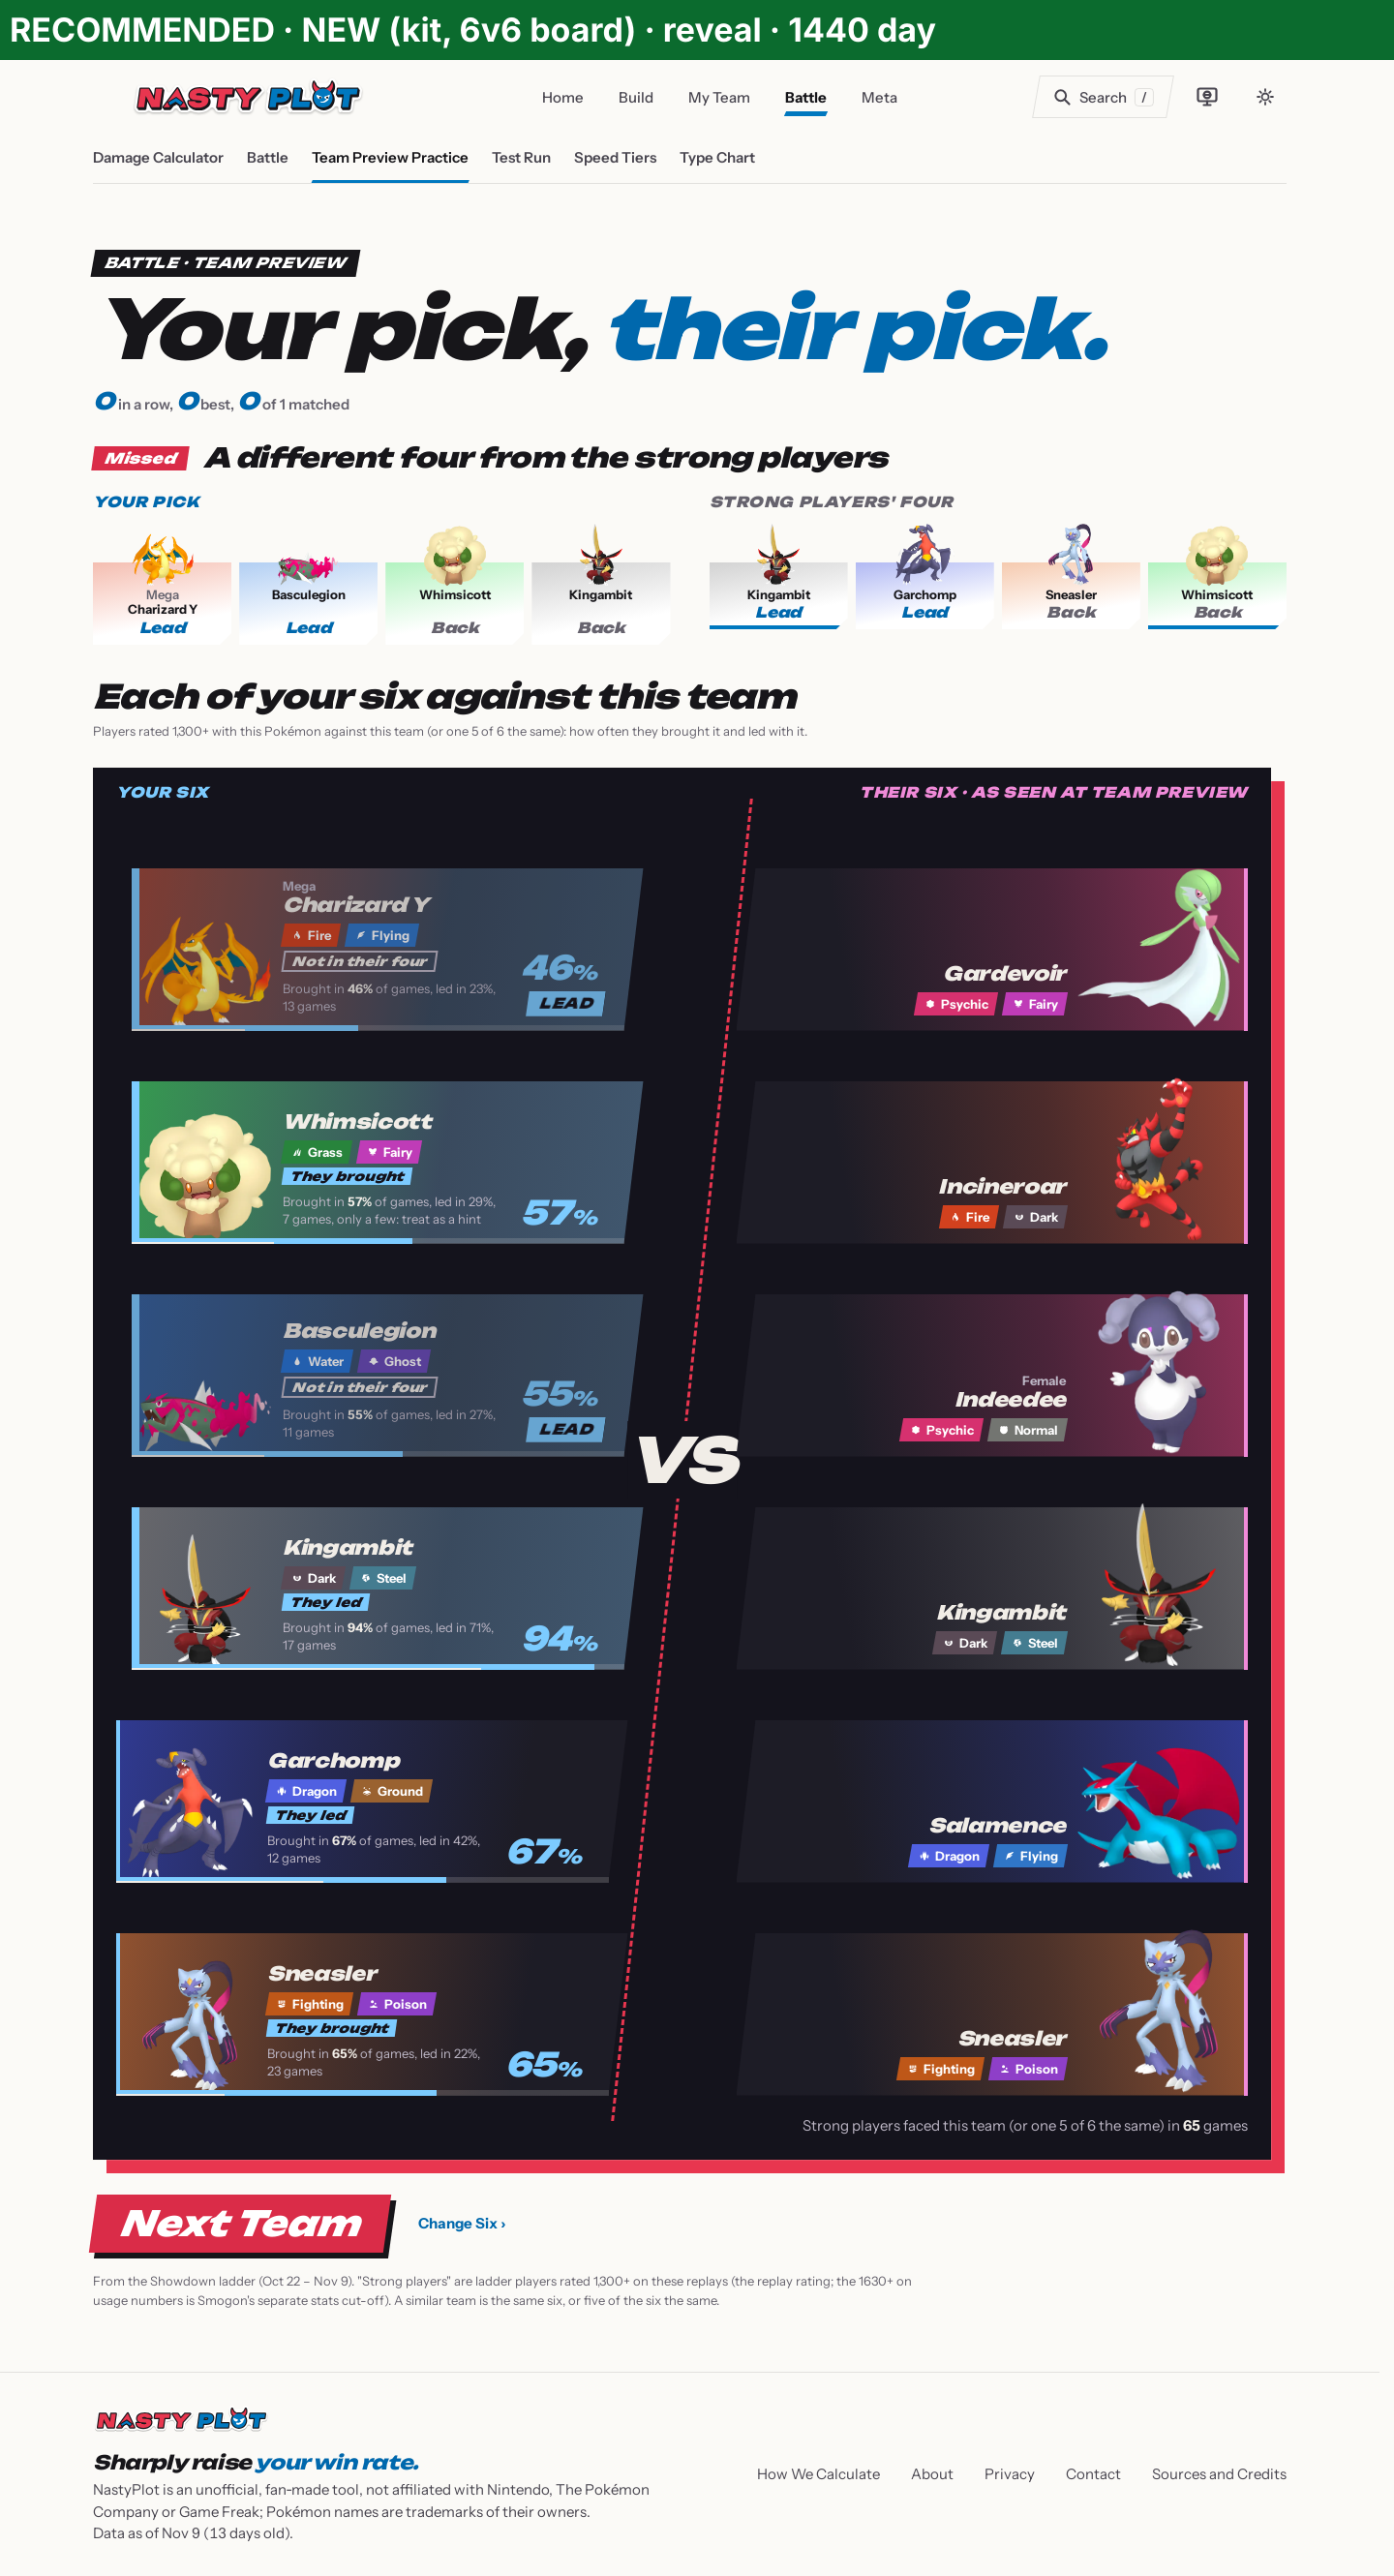 RECOMMENDED · NEW (kit, 6v6 board) · reveal · 1440 day
NASTY PLOT
Home
Build
My Team
Battle
Meta
Search /
Damage Calculator
Battle
Team Preview Practice
Test Run
Speed Tiers
Type Chart
BATTLE · TEAM PREVIEW
Your pick, their pick.
0 in a row, 0 best, 0 of 1 matched
Missed
A different four from the strong players
YOUR PICK
Mega
Charizard Y
Lead
Basculegion
Lead
Whimsicott
Back
Kingambit
Back
STRONG PLAYERS' FOUR
Kingambit
Lead
Garchomp
Lead
Sneasler
Back
Whimsicott
Back
Each of your six against this team
Players rated 1,300+ with this Pokémon against this team (or one 5 of 6 the same): how often they brought it and led with it.
YOUR SIX
THEIR SIX · AS SEEN AT TEAM PREVIEW
Mega
Charizard Y
Fire
Flying
Not in their four
Brought in 46% of games, led in 23%,
13 games
46%
LEAD
Gardevoir
Psychic
Fairy
Whimsicott
Grass
Fairy
They brought
Brought in 57% of games, led in 29%,
7 games, only a few: treat as a hint
57%
Incineroar
Fire
Dark
Basculegion
Water
Ghost
Not in their four
Brought in 55% of games, led in 27%,
11 games
55%
LEAD
Female
Indeedee
Psychic
Normal
VS
Kingambit
Dark
Steel
They led
Brought in 94% of games, led in 71%,
17 games
94%
Kingambit
Dark
Steel
Garchomp
Dragon
Ground
They led
Brought in 67% of games, led in 42%,
12 games
67%
Salamence
Dragon
Flying
Sneasler
Fighting
Poison
They brought
Brought in 65% of games, led in 22%,
23 games
65%
Sneasler
Fighting
Poison
Strong players faced this team (or one 5 of 6 the same) in 65 games
Next Team
Change Six ›
From the Showdown ladder (Oct 22 – Nov 9). "Strong players" are ladder players rated 1,300+ on these replays (the replay rating; the 1630+ on
usage numbers is Smogon's separate stats cut-off). A similar team is the same six, or five of the six the same.
NASTY PLOT
Sharply raise your win rate.
NastyPlot is an unofficial, fan-made tool, not affiliated with Nintendo, The Pokémon
Company or Game Freak; Pokémon names are trademarks of their owners.
Data as of Nov 9 (13 days old).
How We Calculate
About
Privacy
Contact
Sources and Credits